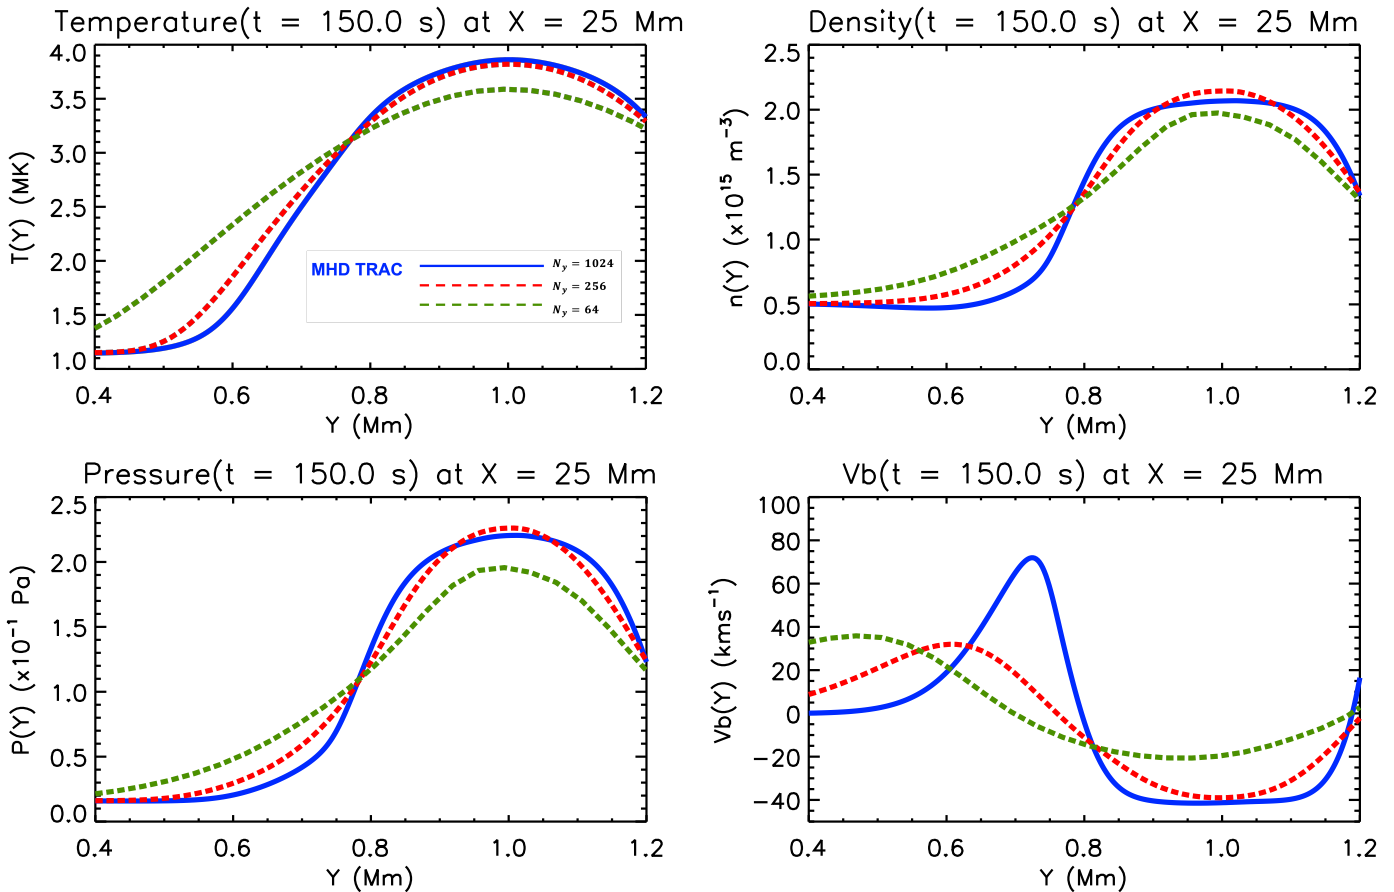 Temperature(t = 150.0 s) at X = 25 Mm
4.0
3.5
3.0
2.5
2.0
1.5
1.0
T(Y) (MK)
MHD TRAC
N_y = 1024
N_y = 256
N_y = 64
0.4 0.6 0.8 1.0 1.2
Y (Mm)
Density(t = 150.0 s) at X = 25 Mm
2.5
2.0
1.5
1.0
0.5
0.0
n(Y) (x10¹⁵ m⁻³)
0.4 0.6 0.8 1.0 1.2
Y (Mm)
Pressure(t = 150.0 s) at X = 25 Mm
2.5
2.0
1.5
1.0
0.5
0.0
P(Y) (x10⁻¹ Pa)
0.4 0.6 0.8 1.0 1.2
Y (Mm)
Vb(t = 150.0 s) at X = 25 Mm
100
80
60
40
20
0
−20
−40
Vb(Y) (kms⁻¹)
0.4 0.6 0.8 1.0 1.2
Y (Mm)